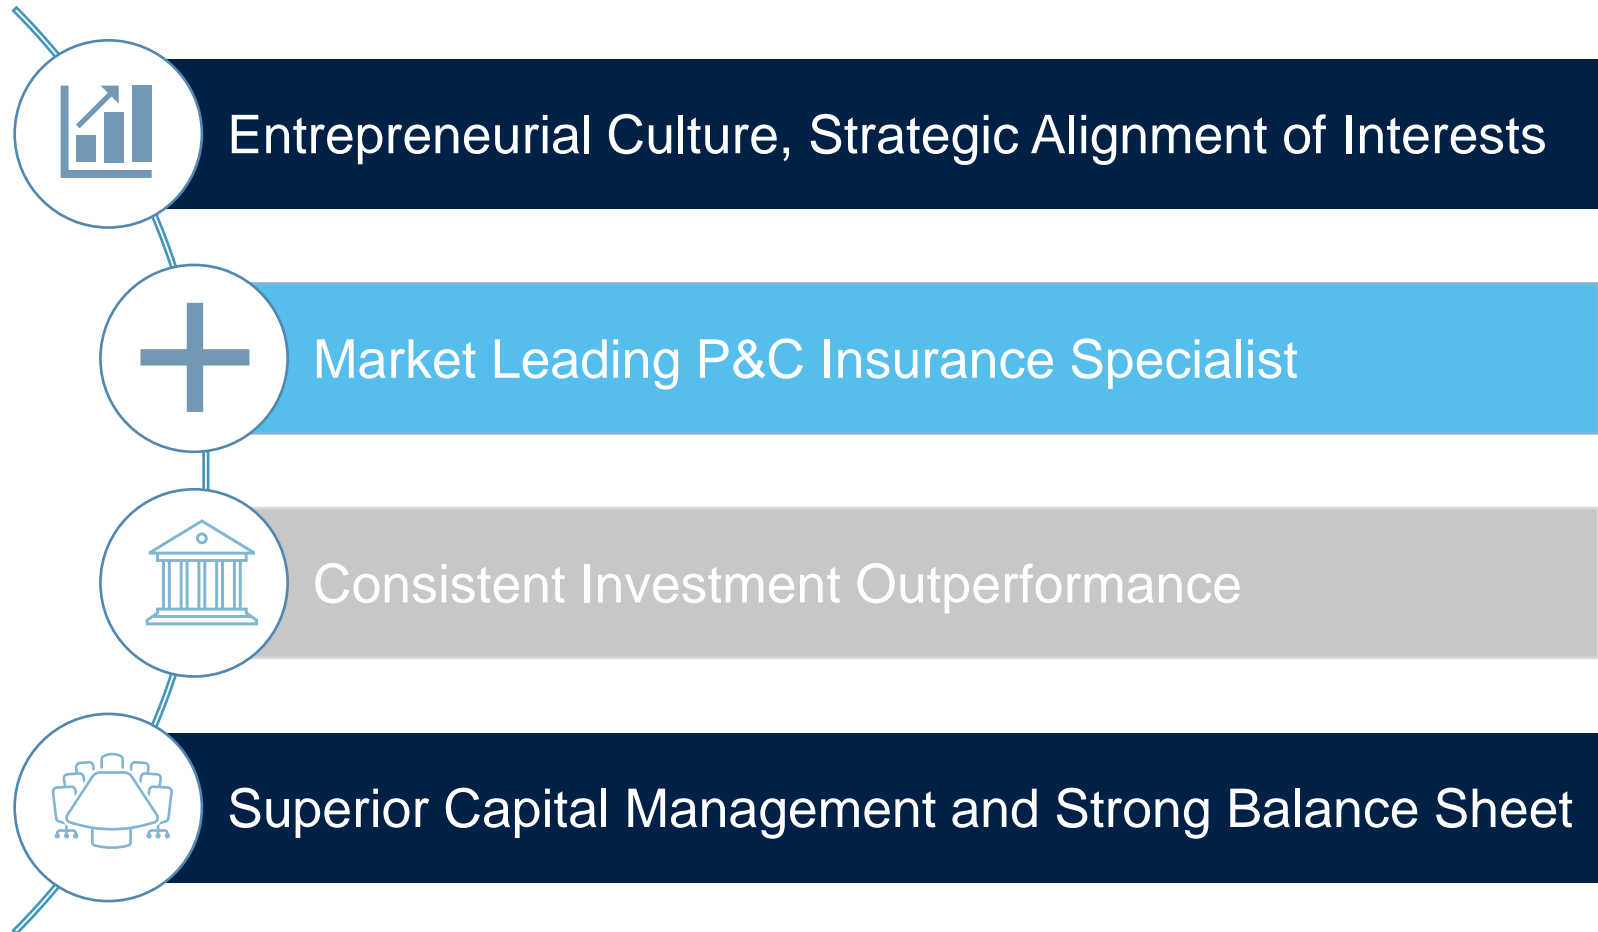 Entrepreneurial Culture, Strategic Alignment of Interests
Market Leading P&C Insurance Specialist
Consistent Investment Outperformance
Superior Capital Management and Strong Balance Sheet